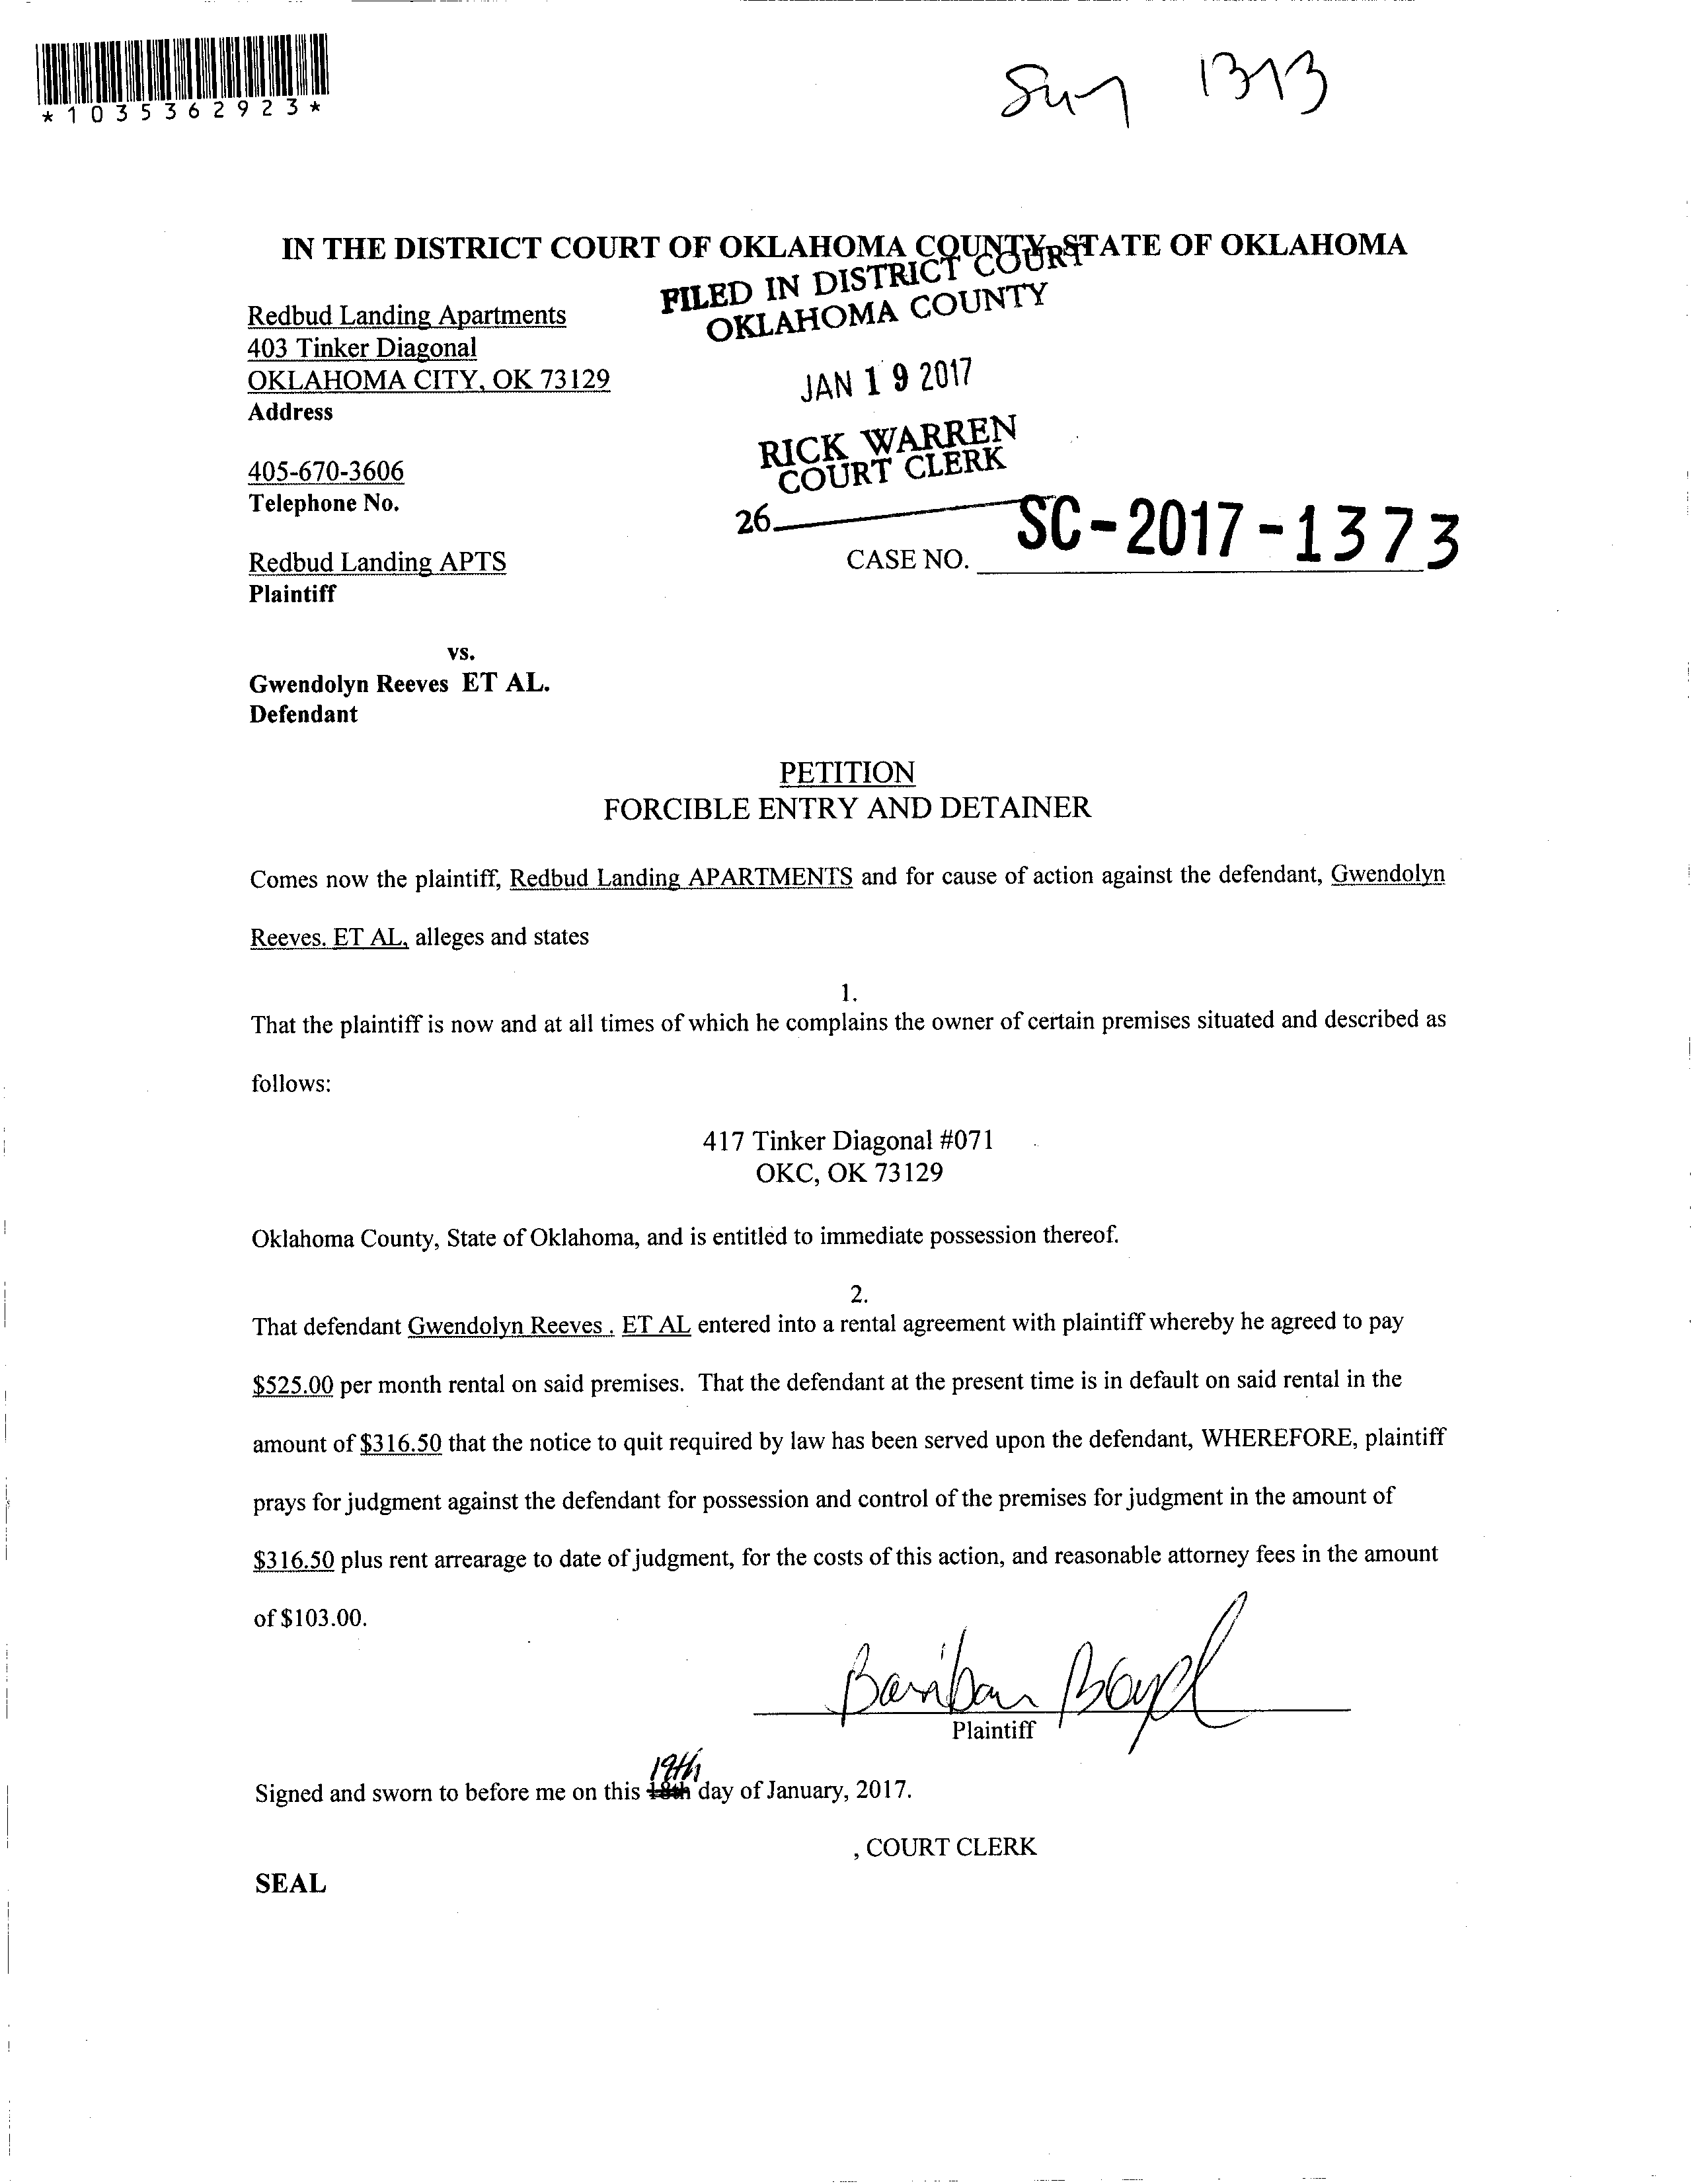 *1035362923*
1373
IN THE DISTRICT COURT OF OKLAHOMA COUNTY, STATE OF OKLAHOMA
FILED IN DISTRICT COURT
OKLAHOMA COUNTY
JAN 19 2017
RICK WARREN
COURT CLERK
26
Redbud Landing Apartments
403 Tinker Diagonal
OKLAHOMA CITY, OK 73129
Address
405-670-3606
Telephone No.
CASE NO. SC-2017-1373
Redbud Landing APTS
Plaintiff
vs.
Gwendolyn Reeves ET AL.
Defendant
PETITION
FORCIBLE ENTRY AND DETAINER
Comes now the plaintiff, Redbud Landing APARTMENTS and for cause of action against the defendant, Gwendolyn
Reeves. ET AL, alleges and states
1.
That the plaintiff is now and at all times of which he complains the owner of certain premises situated and described as
follows:
417 Tinker Diagonal #071
OKC, OK 73129
Oklahoma County, State of Oklahoma, and is entitled to immediate possession thereof.
2.
That defendant Gwendolyn Reeves . ET AL entered into a rental agreement with plaintiff whereby he agreed to pay
$525.00 per month rental on said premises. That the defendant at the present time is in default on said rental in the
amount of $316.50 that the notice to quit required by law has been served upon the defendant, WHEREFORE, plaintiff
prays for judgment against the defendant for possession and control of the premises for judgment in the amount of
$316.50 plus rent arrearage to date of judgment, for the costs of this action, and reasonable attorney fees in the amount
of $103.00.
Boyd
Plaintiff
19th
Signed and sworn to before me on this 18th day of January, 2017.
, COURT CLERK
SEAL